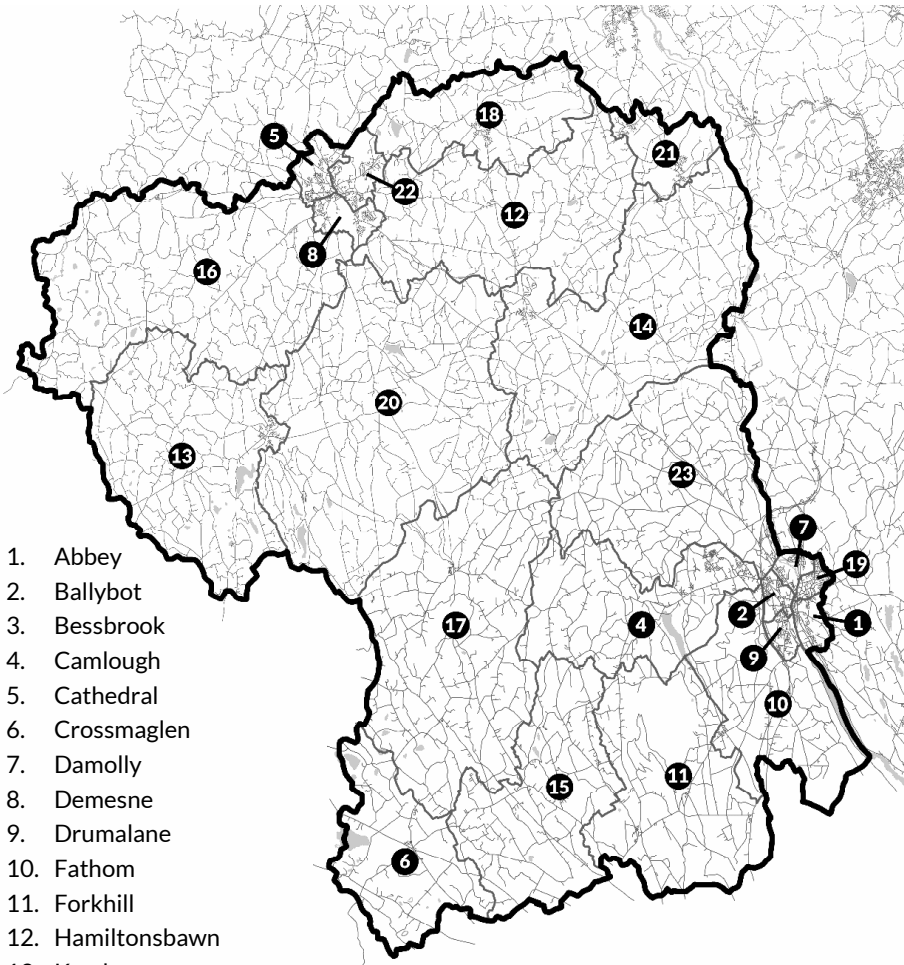 18
5
21
22
12
8
16
14
20
13
23
7
19
17
4
2
1
9
10
15
11
6
1. Abbey
2. Ballybot
3. Bessbrook
4. Camlough
5. Cathedral
6. Crossmaglen
7. Damolly
8. Demesne
9. Drumalane
10. Fathom
11. Forkhill
12. Hamiltonsbawn